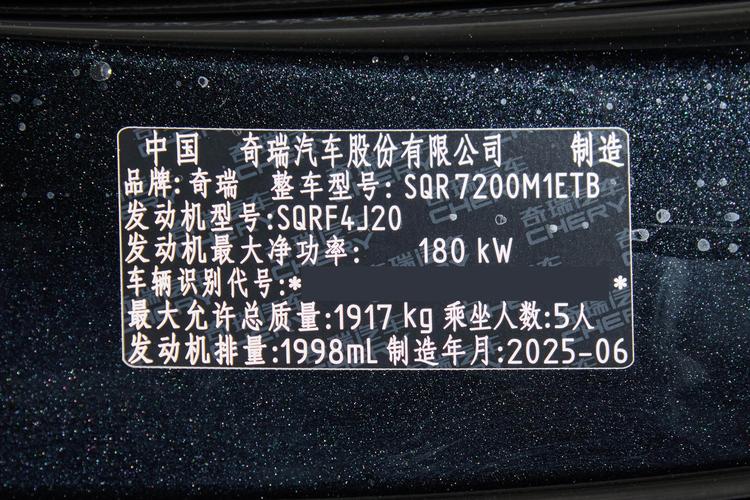 中国 奇瑞汽车股份有限公司 制造
品牌:奇瑞 整车型号:SQR7200M1ETB
发动机型号:SQRF4J20
发动机最大净功率: 180 kW
车辆识别代号:* *
最大允许总质量:1917 kg 乘坐人数:5人
发动机排量:1998mL 制造年月:2025-06